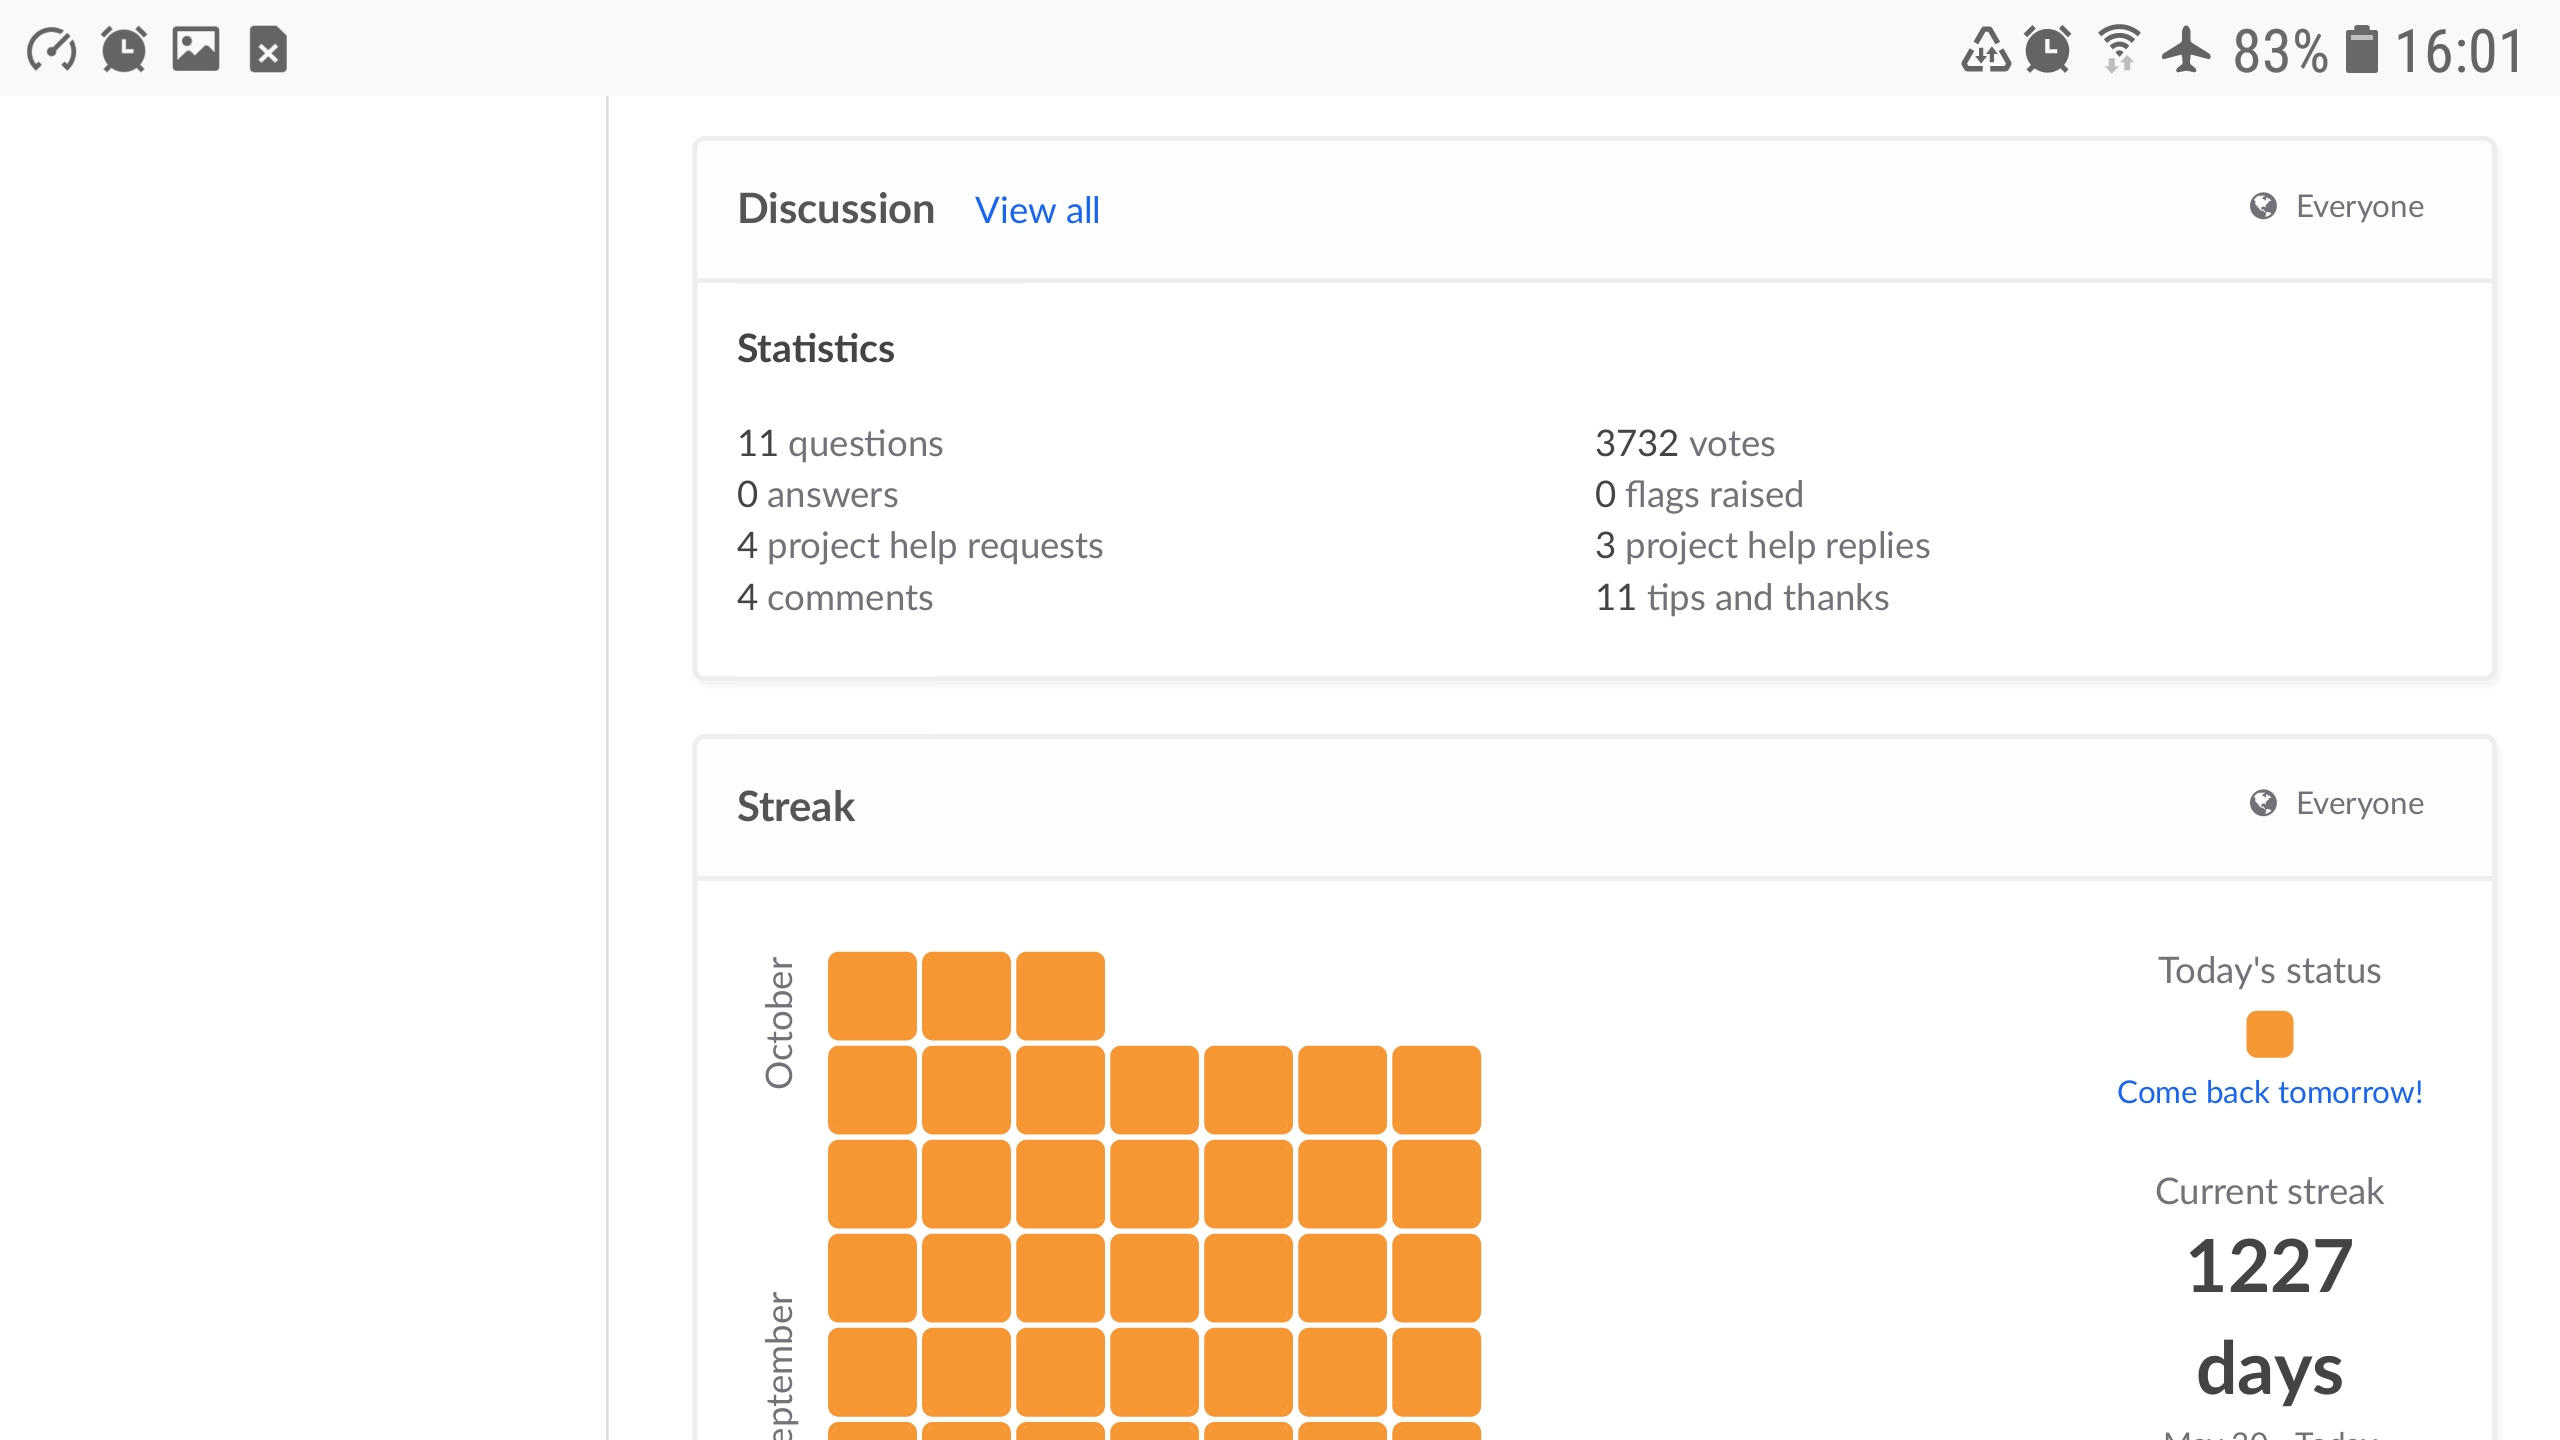 83% 16:01
Discussion View all Everyone
Statistics
11 questions 3732 votes
0 answers 0 flags raised
4 project help requests 3 project help replies
4 comments 11 tips and thanks
Streak Everyone
October
Today's status
Come back tomorrow!
Current streak
1227
days
eptember